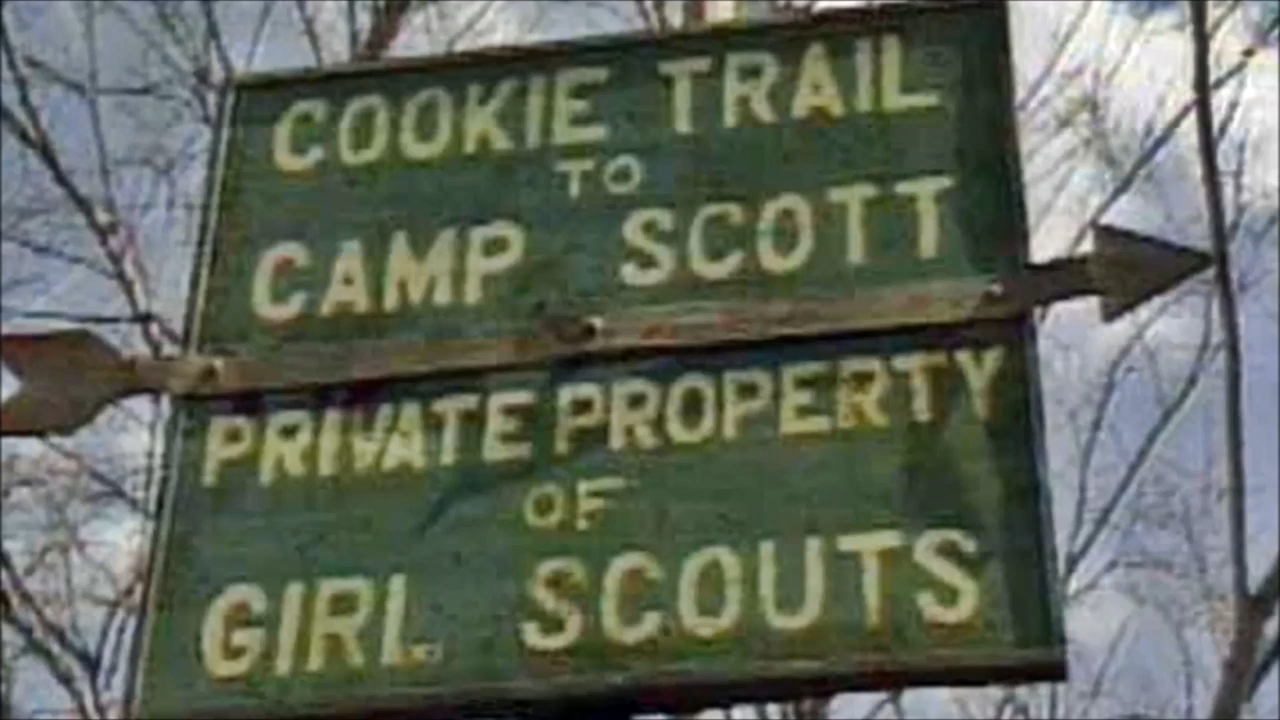 COOKIE TRAIL
TO
CAMP SCOTT
PRIVATE PROPERTY
OF
GIRL SCOUTS